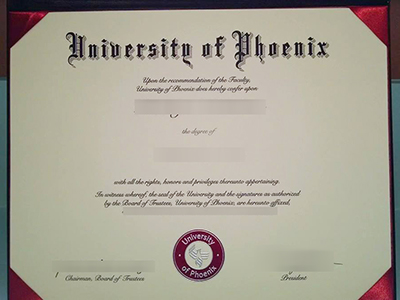 University of Phoenix
Upon the recommendation of the Faculty,
University of Phoenix does hereby confer upon
the degree of
with all the rights, honors and privileges thereunto appertaining.
In witness whereof, the seal of the University and the signatures as authorized
by the Board of Trustees, University of Phoenix, are hereunto affixed,
University
of Phoenix
Chairman, Board of Trustees
President